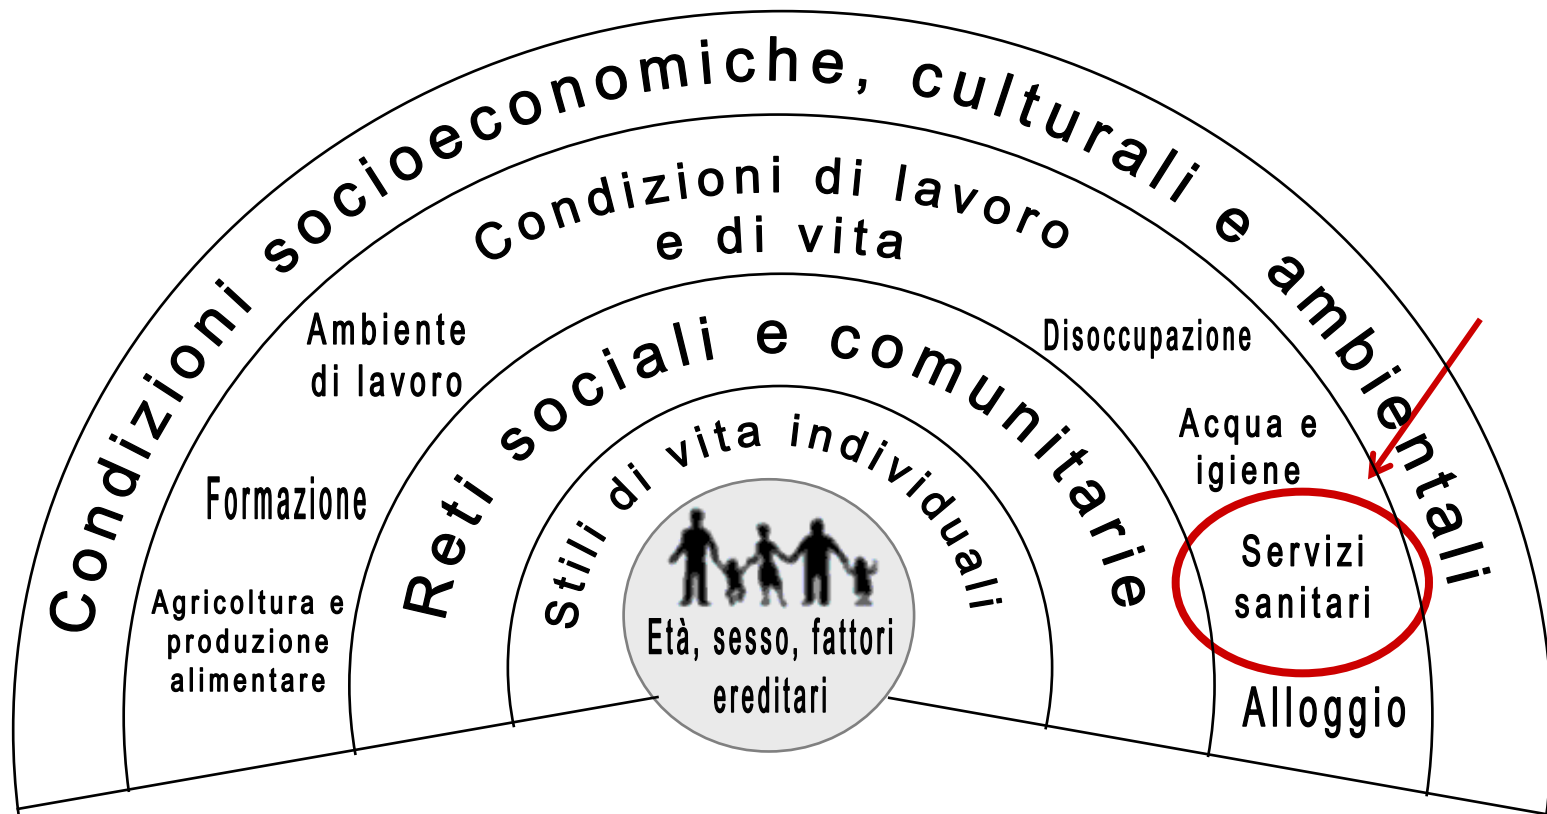 Condizioni socioeconomiche, culturali e ambientali
Condizioni di lavoro
e di vita
Ambiente
di lavoro
Formazione
Agricoltura e
produzione
alimentare
Disoccupazione
Acqua e
igiene
Servizi
sanitari
Alloggio
Reti sociali e comunitarie
Stili di vita individuali
Età, sesso, fattori
ereditari